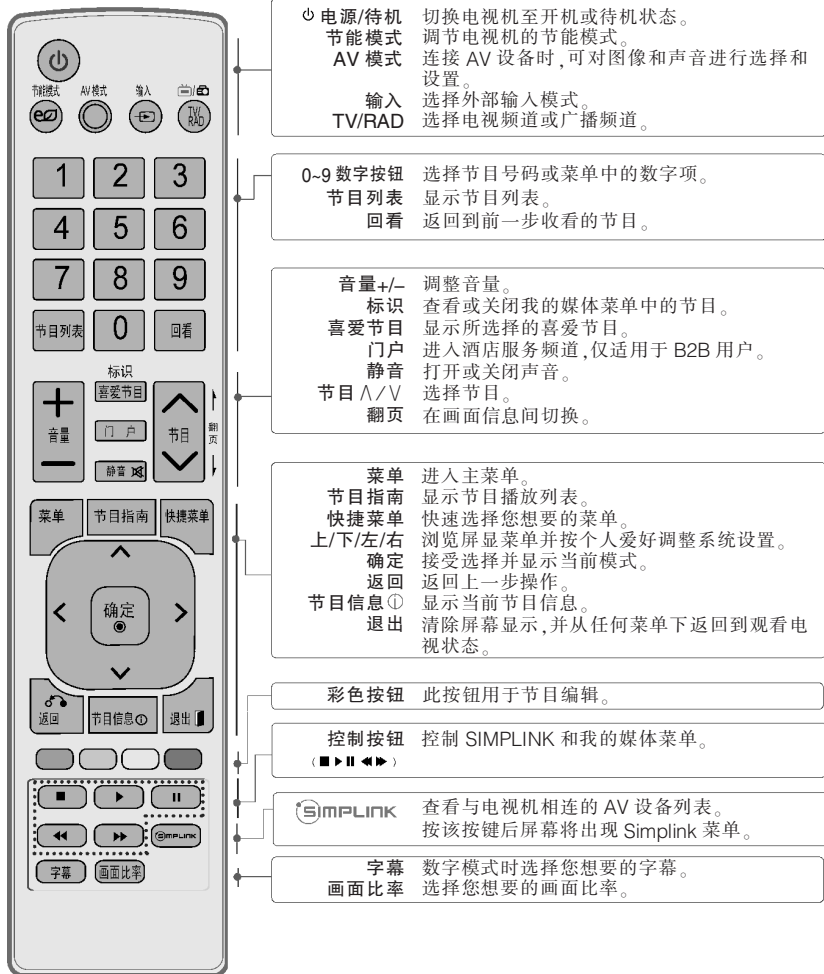 节能模式 AV 模式 输入
TV/RAD
1 2 3
4 5 6
7 8 9
节目列表 0 回看
标识
喜爱节目
音量 门户 节目 翻页
静音
菜单 节目指南 快捷菜单
确定
返回 节目信息 退出
SIMPLINK
字幕 画面比率
电源/待机 切换电视机至开机或待机状态。
节能模式 调节电视机的节能模式。
AV 模式 连接 AV 设备时,可对图像和声音进行选择和
设置。
输入 选择外部输入模式。
TV/RAD 选择电视频道或广播频道。
0~9 数字按钮 选择节目号码或菜单中的数字项。
节目列表 显示节目列表。
回看 返回到前一步收看的节目。
音量+/− 调整音量。
标识 查看或关闭我的媒体菜单中的节目。
喜爱节目 显示所选择的喜爱节目。
门户 进入酒店服务频道,仅适用于 B2B 用户。
静音 打开或关闭声音。
节目 ∧/∨ 选择节目。
翻页 在画面信息间切换。
菜单 进入主菜单。
节目指南 显示节目播放列表。
快捷菜单 快速选择您想要的菜单。
上/下/左/右 浏览屏显菜单并按个人爱好调整系统设置。
确定 接受选择并显示当前模式。
返回 返回上一步操作。
节目信息ⓘ 显示当前节目信息。
退出 清除屏幕显示,并从任何菜单下返回到观看电
视状态。
彩色按钮 此按钮用于节目编辑。
控制按钮 控制 SIMPLINK 和我的媒体菜单。
(■ ▶ II ◀◀ ▶▶)
SIMPLINK 查看与电视机相连的 AV 设备列表。
按该按键后屏幕将出现 Simplink 菜单。
字幕 数字模式时选择您想要的字幕。
画面比率 选择您想要的画面比率。